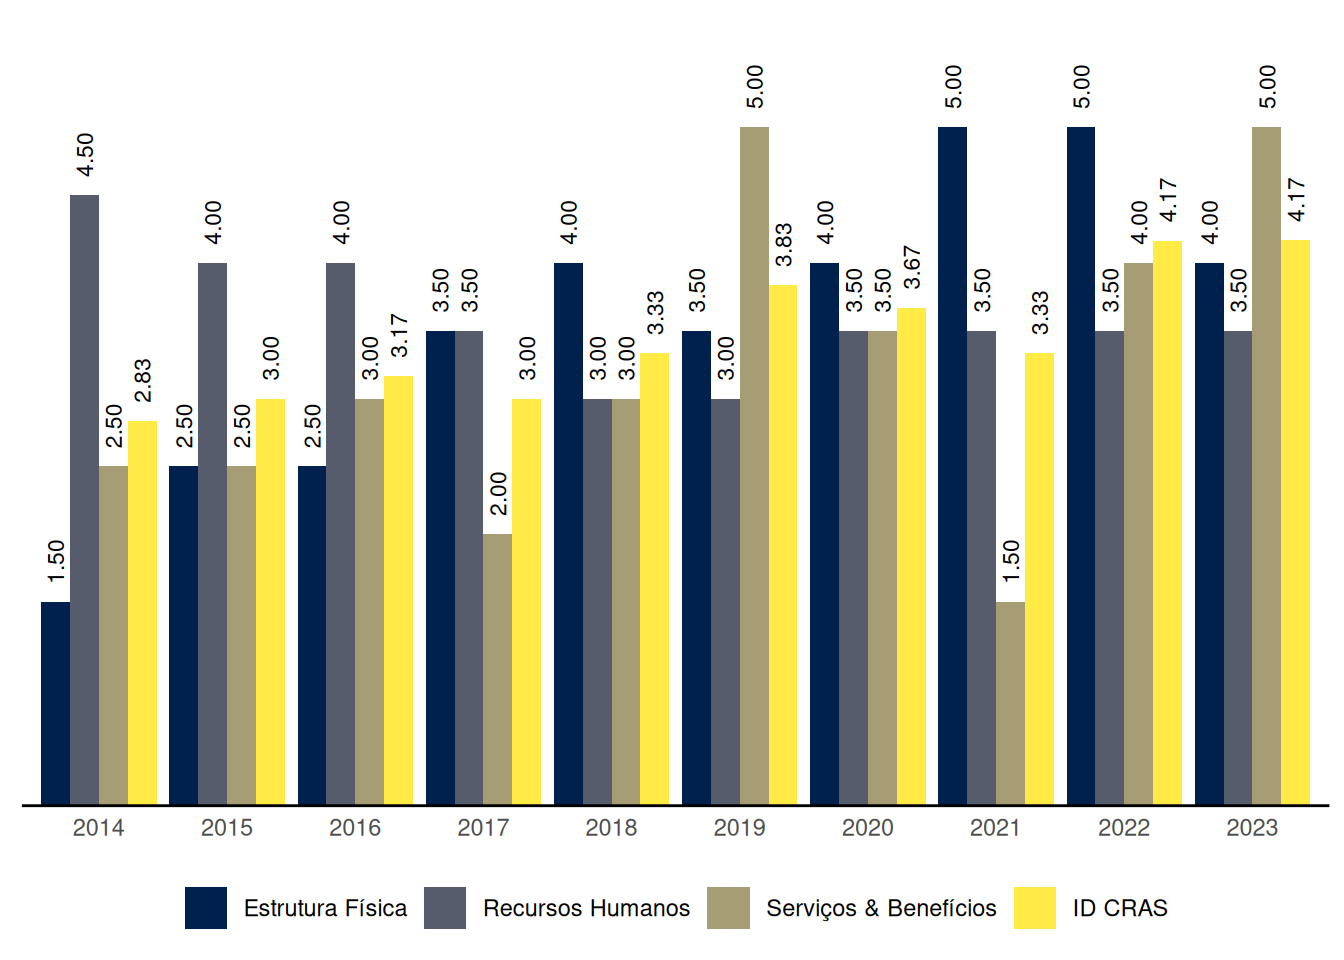 5.00 5.00 5.00 5.00
4.50
4.00 4.00 4.00 4.00 4.00 4.17 4.00 4.17
3.50 3.50 3.50 3.83 3.50 3.50 3.67 3.50 3.50 3.50
2.83 3.00 3.00 3.17 3.00 3.00 3.00 3.33 3.00 3.33
2.50 2.50 2.50 2.50
2.00
1.50 1.50
2014 2015 2016 2017 2018 2019 2020 2021 2022 2023
Estrutura Física Recursos Humanos Serviços & Benefícios ID CRAS